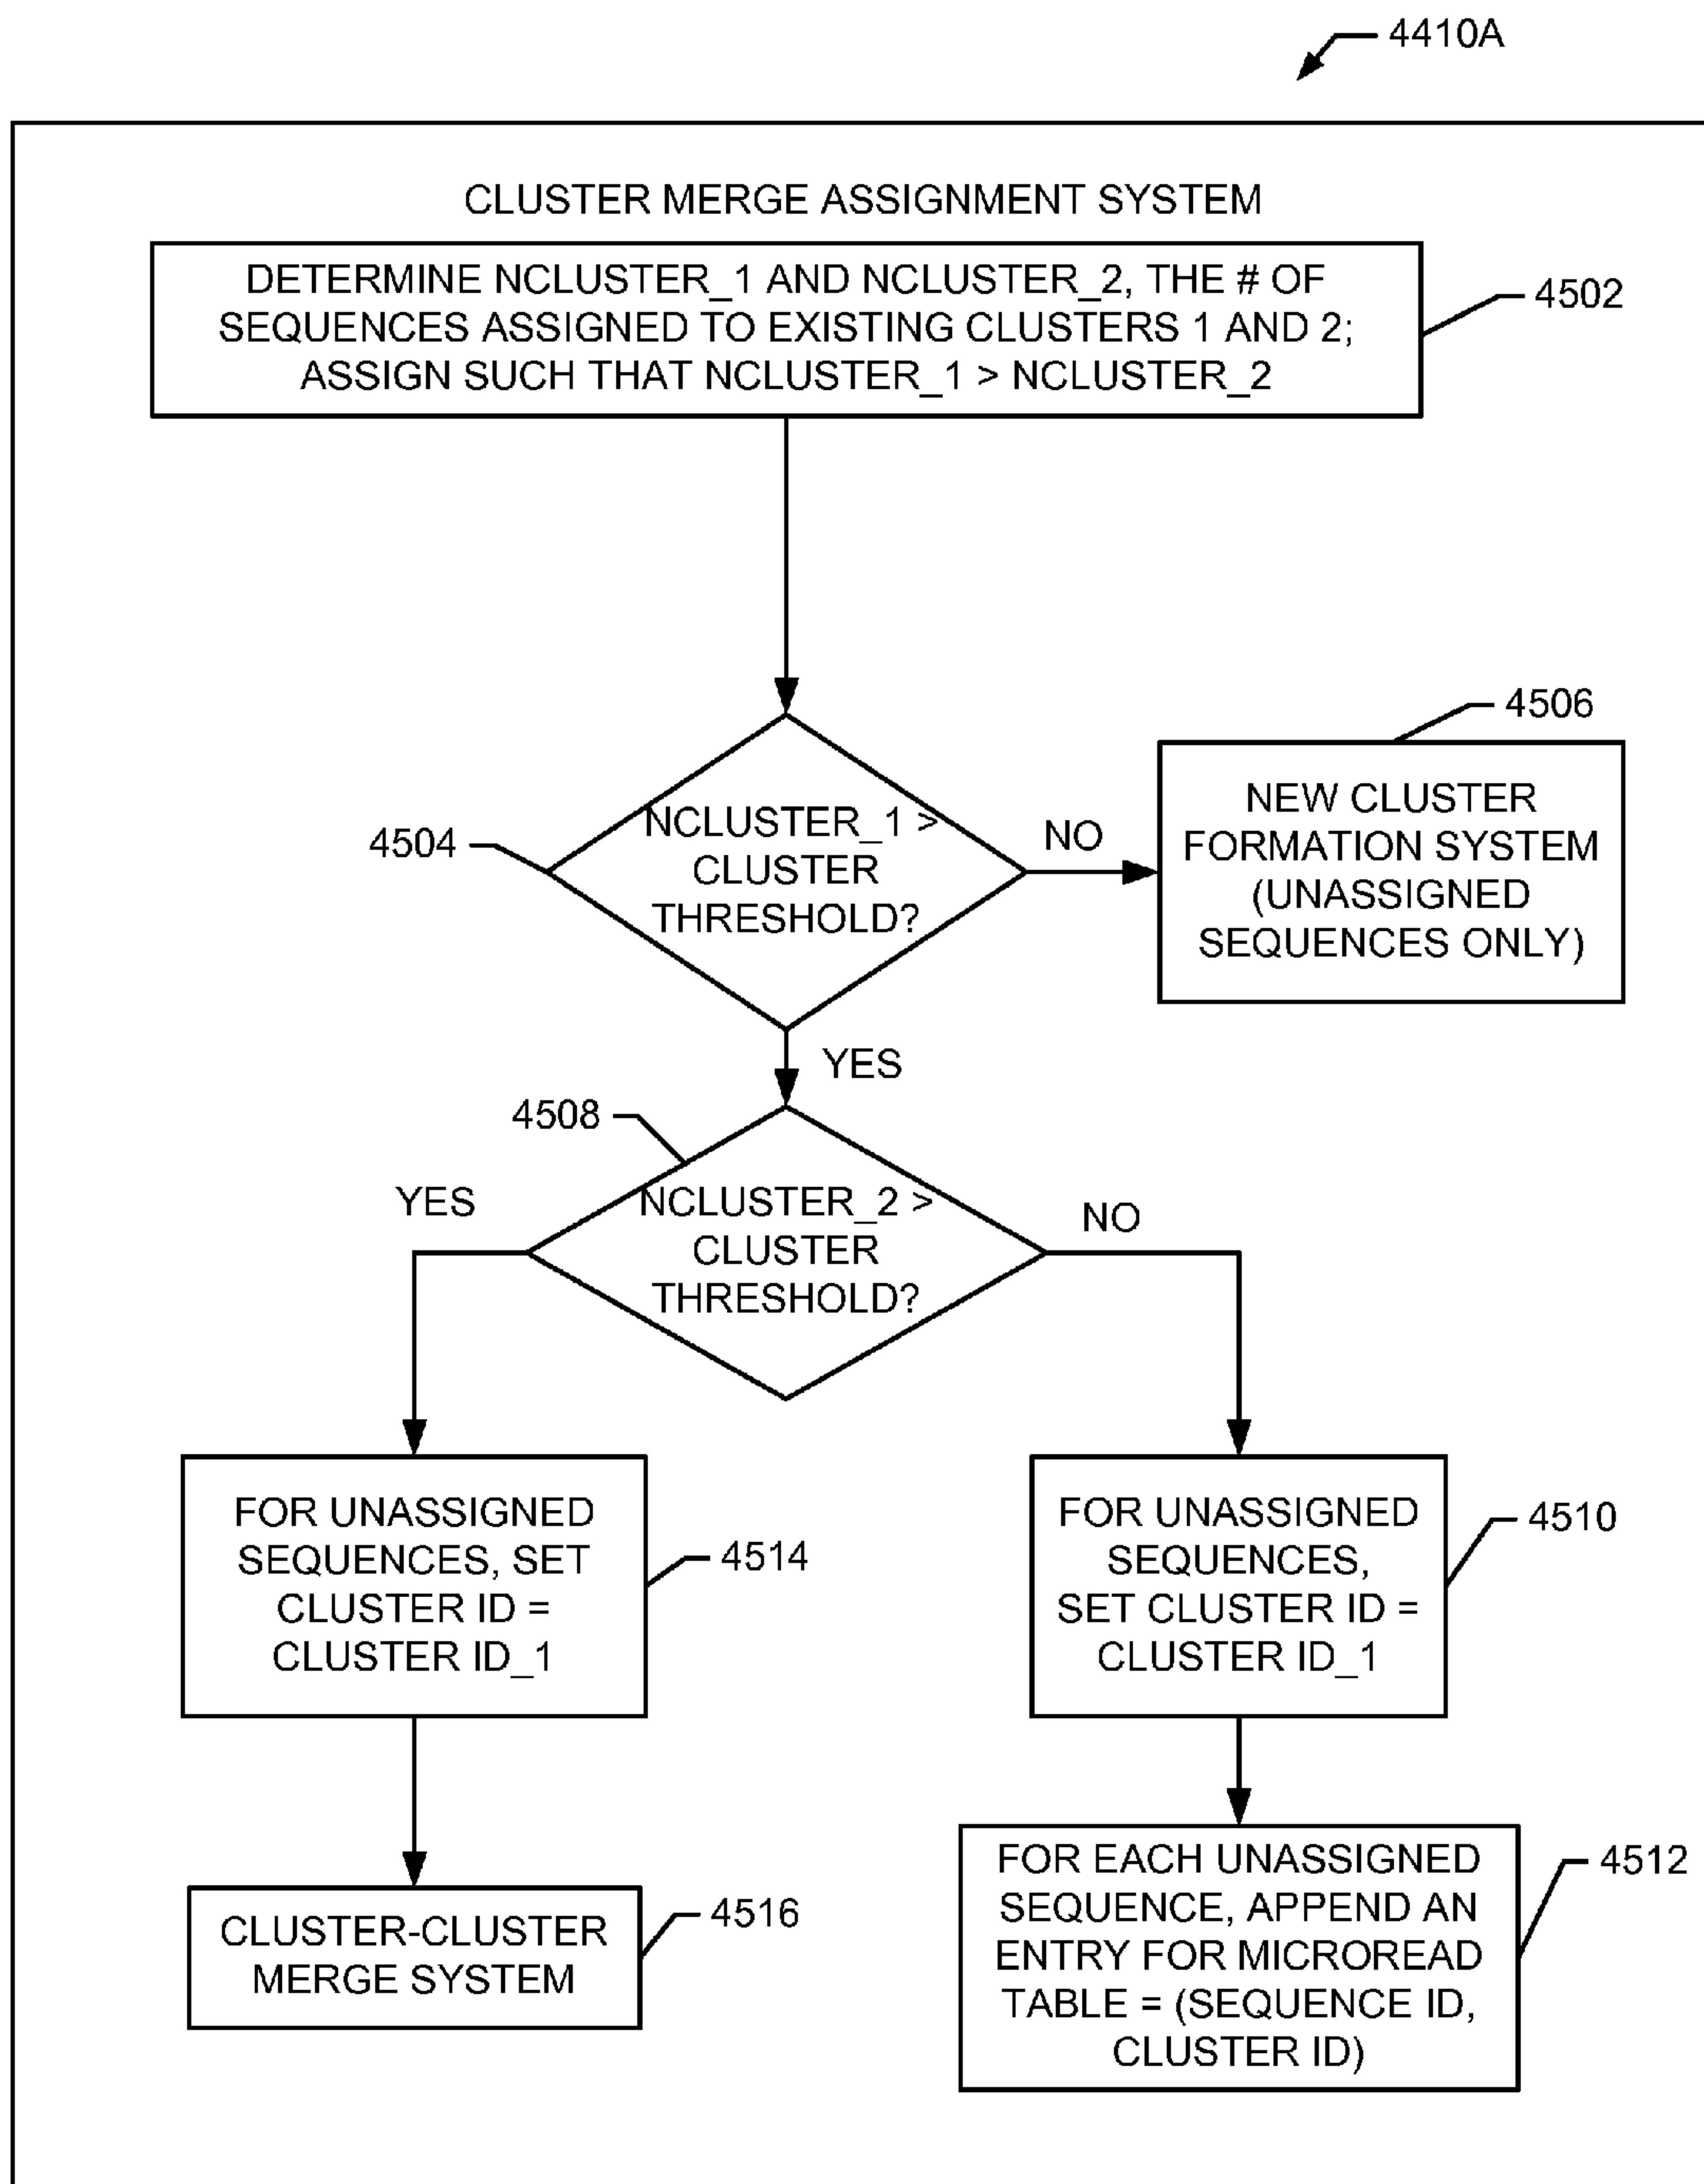 4410A
CLUSTER MERGE ASSIGNMENT SYSTEM
DETERMINE NCLUSTER_1 AND NCLUSTER_2, THE # OF
SEQUENCES ASSIGNED TO EXISTING CLUSTERS 1 AND 2;
ASSIGN SUCH THAT NCLUSTER_1 > NCLUSTER_2
4502
4504
NCLUSTER_1 >
CLUSTER
THRESHOLD?
NO
4506
NEW CLUSTER
FORMATION SYSTEM
(UNASSIGNED
SEQUENCES ONLY)
YES
4508
NCLUSTER_2 >
CLUSTER
THRESHOLD?
YES
NO
FOR UNASSIGNED
SEQUENCES, SET
CLUSTER ID =
CLUSTER ID_1
4514
FOR UNASSIGNED
SEQUENCES,
SET CLUSTER ID =
CLUSTER ID_1
4510
CLUSTER-CLUSTER
MERGE SYSTEM
4516
FOR EACH UNASSIGNED
SEQUENCE, APPEND AN
ENTRY FOR MICROREAD
TABLE = (SEQUENCE ID,
CLUSTER ID)
4512